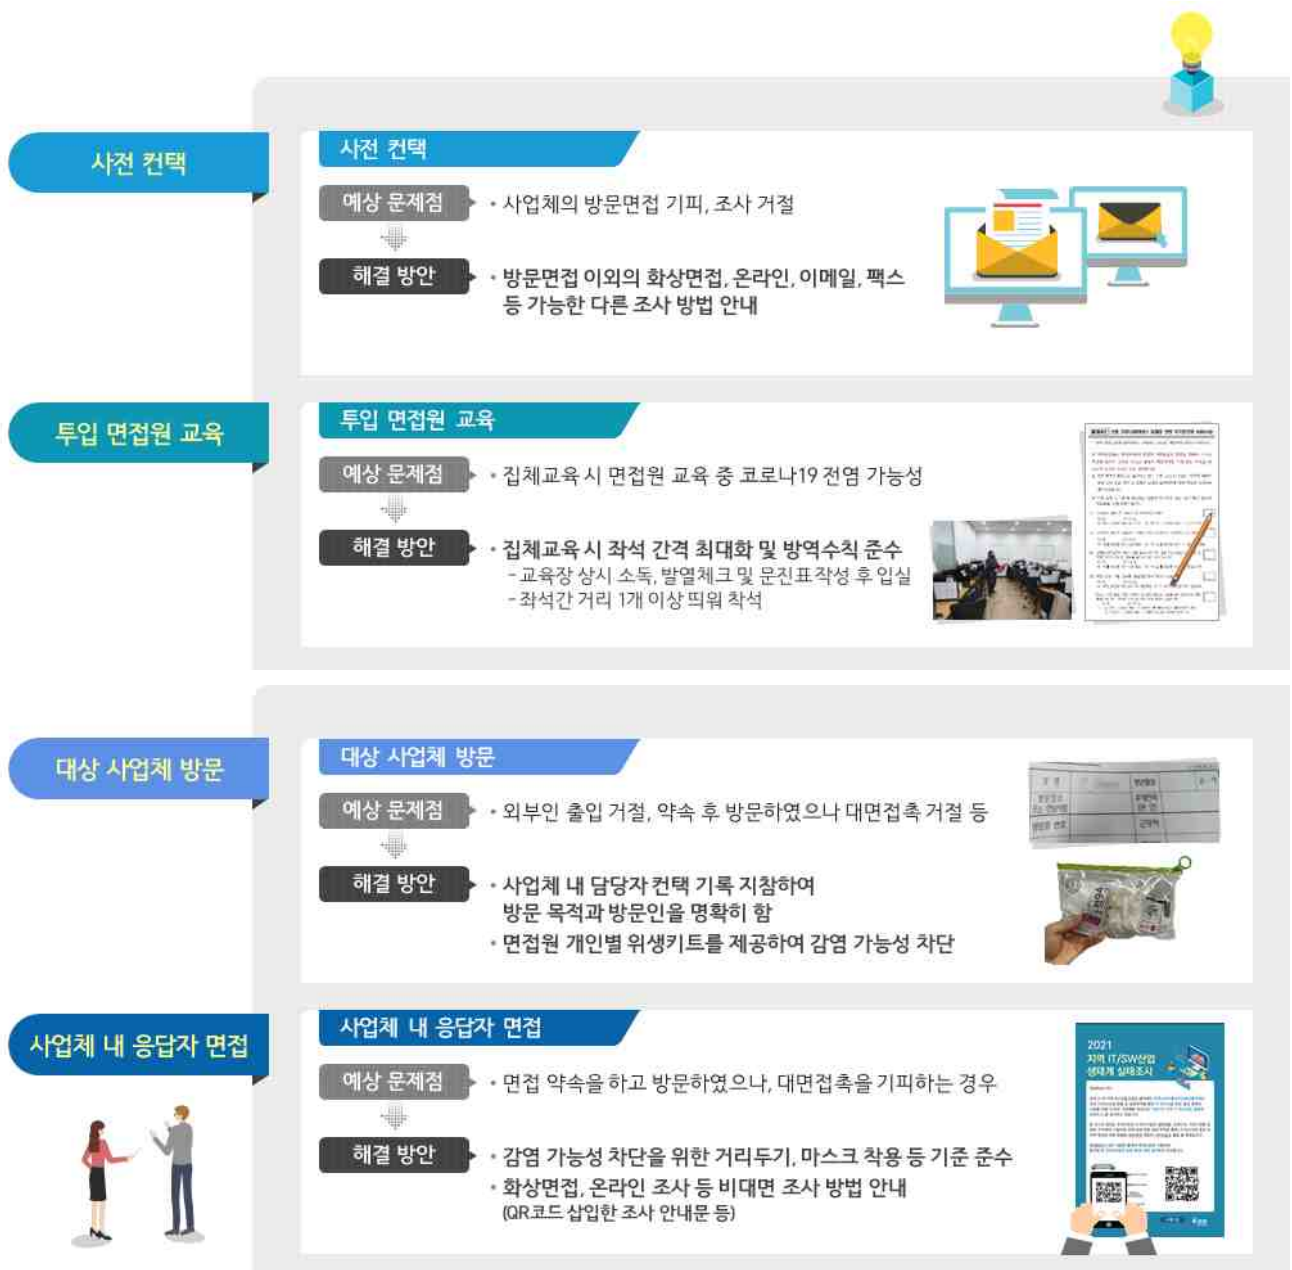 사전 컨택
사전 컨택
예상 문제점
• 사업체의 방문면접 기피, 조사 거절
해결 방안
• 방문면접 이외의 화상면접, 온라인, 이메일, 팩스
등 가능한 다른 조사 방법 안내
투입 면접원 교육
투입 면접원 교육
예상 문제점
• 집체교육 시 면접원 교육 중 코로나19 전염 가능성
해결 방안
• 집체교육 시 좌석 간격 최대화 및 방역수칙 준수
- 교육장 상시 소독, 발열체크 및 문진표작성 후 입실
- 좌석간 거리 1개 이상 띄워 착석
대상 사업체 방문
대상 사업체 방문
예상 문제점
• 외부인 출입 거절, 약속 후 방문하였으나 대면접촉 거절 등
해결 방안
• 사업체 내 담당자 컨택 기록 지참하여
방문 목적과 방문인을 명확히 함
• 면접원 개인별 위생키트를 제공하여 감염 가능성 차단
사업체 내 응답자 면접
사업체 내 응답자 면접
예상 문제점
• 면접 약속을 하고 방문하였으나, 대면접촉을 기피하는 경우
해결 방안
• 감염 가능성 차단을 위한 거리두기, 마스크 착용 등 기준 준수
• 화상면접, 온라인 조사 등 비대면 조사 방법 안내
(QR코드 삽입한 조사 안내문 등)
2021
지역 IT/SW산업
생태계 실태조사